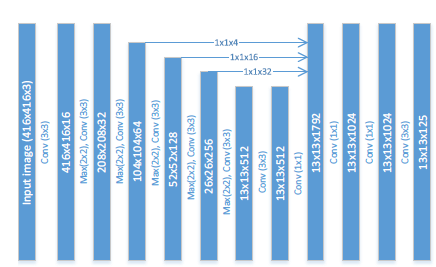 1x1x4
1x1x16
1x1x32
Input image (416x416x3)
Conv (3x3)
416x416x16
Max(2x2), Conv (3x3)
208x208x32
Max(2x2), Conv (3x3)
104x104x64
Max(2x2), Conv (3x3)
52x52x128
Max(2x2), Conv (3x3)
26x26x256
Max(2x2), Conv (3x3)
13x13x512
Conv (3x3)
13x13x512
Conv (1x1)
13x13x1792
Conv (1x1)
13x13x1024
Conv (1x1)
13x13x1024
Conv (3x3)
13x13x125